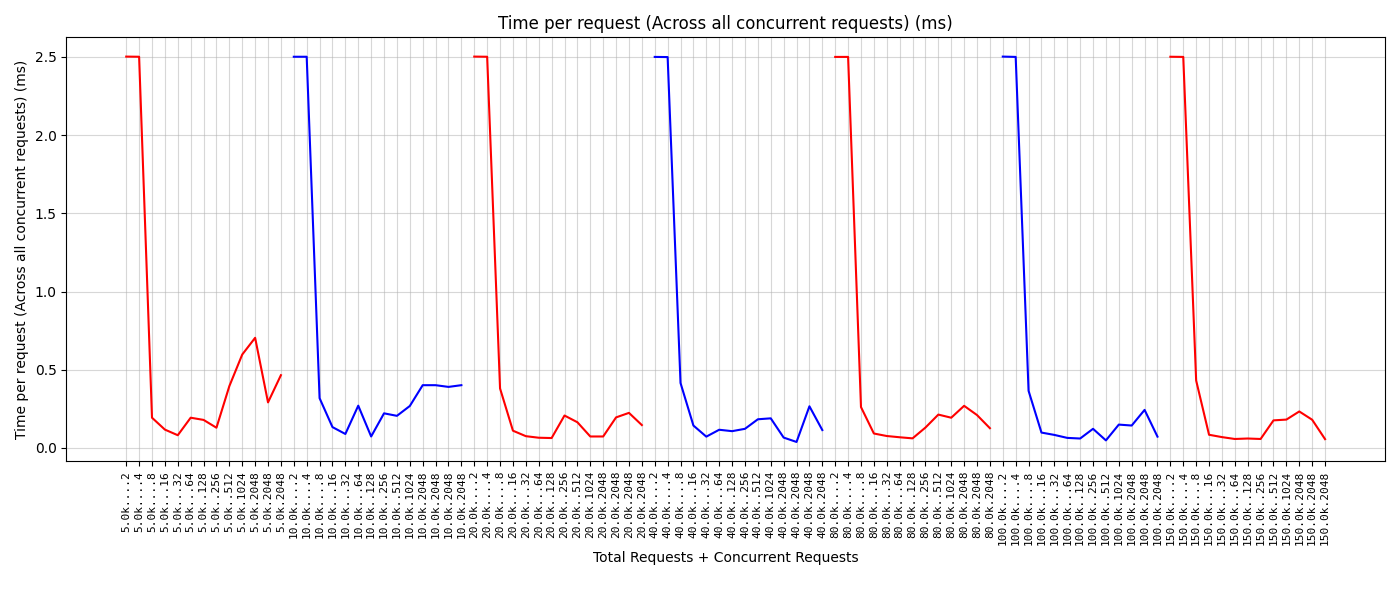 Time per request (Across all concurrent requests) (ms)
Time per request (Across all concurrent requests) (ms)
2.5
2.0
1.5
1.0
0.5
0.0
5.0k....2
5.0k....4
5.0k....8
5.0k...16
5.0k...32
5.0k...64
5.0k..128
5.0k..256
5.0k..512
5.0k.1024
5.0k.2048
5.0k.2048
5.0k.2048
10.0k....2
10.0k....4
10.0k....8
10.0k...16
10.0k...32
10.0k...64
10.0k..128
10.0k..256
10.0k..512
10.0k.1024
10.0k.2048
10.0k.2048
10.0k.2048
10.0k.2048
20.0k....2
20.0k....4
20.0k....8
20.0k...16
20.0k...32
20.0k...64
20.0k..128
20.0k..256
20.0k..512
20.0k.1024
20.0k.2048
20.0k.2048
20.0k.2048
20.0k.2048
40.0k....2
40.0k....4
40.0k....8
40.0k...16
40.0k...32
40.0k...64
40.0k..128
40.0k..256
40.0k..512
40.0k.1024
40.0k.2048
40.0k.2048
40.0k.2048
40.0k.2048
80.0k....2
80.0k....4
80.0k....8
80.0k...16
80.0k...32
80.0k...64
80.0k..128
80.0k..256
80.0k..512
80.0k.1024
80.0k.2048
80.0k.2048
80.0k.2048
100.0k....2
100.0k....4
100.0k....8
100.0k...16
100.0k...32
100.0k...64
100.0k..128
100.0k..256
100.0k..512
100.0k.1024
100.0k.2048
100.0k.2048
100.0k.2048
150.0k....2
150.0k....4
150.0k....8
150.0k...16
150.0k...32
150.0k...64
150.0k..128
150.0k..256
150.0k..512
150.0k.1024
150.0k.2048
150.0k.2048
150.0k.2048
Total Requests + Concurrent Requests